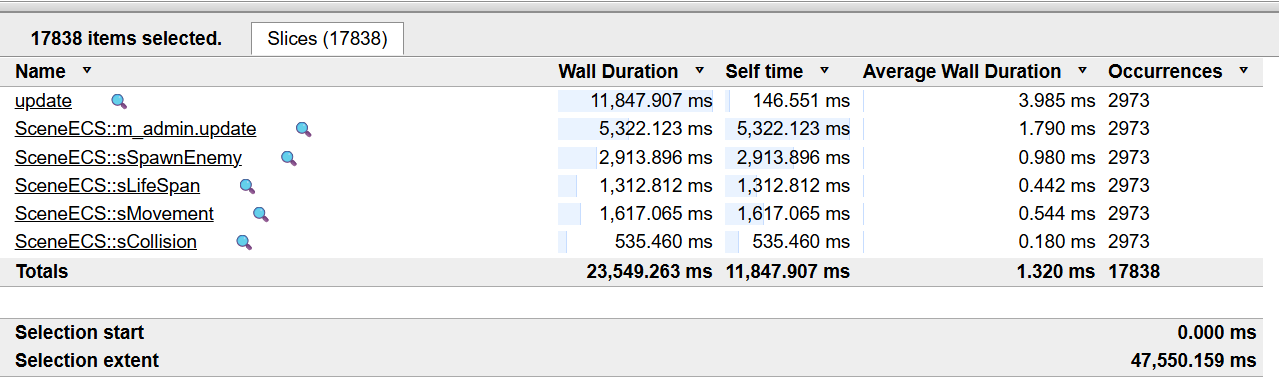 17838 items selected. Slices (17838)
Name Wall Duration Self time Average Wall Duration Occurrences
update 11,847.907 ms 146.551 ms 3.985 ms 2973
SceneECS::m_admin.update 5,322.123 ms 5,322.123 ms 1.790 ms 2973
SceneECS::sSpawnEnemy 2,913.896 ms 2,913.896 ms 0.980 ms 2973
SceneECS::sLifeSpan 1,312.812 ms 1,312.812 ms 0.442 ms 2973
SceneECS::sMovement 1,617.065 ms 1,617.065 ms 0.544 ms 2973
SceneECS::sCollision 535.460 ms 535.460 ms 0.180 ms 2973
Totals 23,549.263 ms 11,847.907 ms 1.320 ms 17838
Selection start 0.000 ms
Selection extent 47,550.159 ms